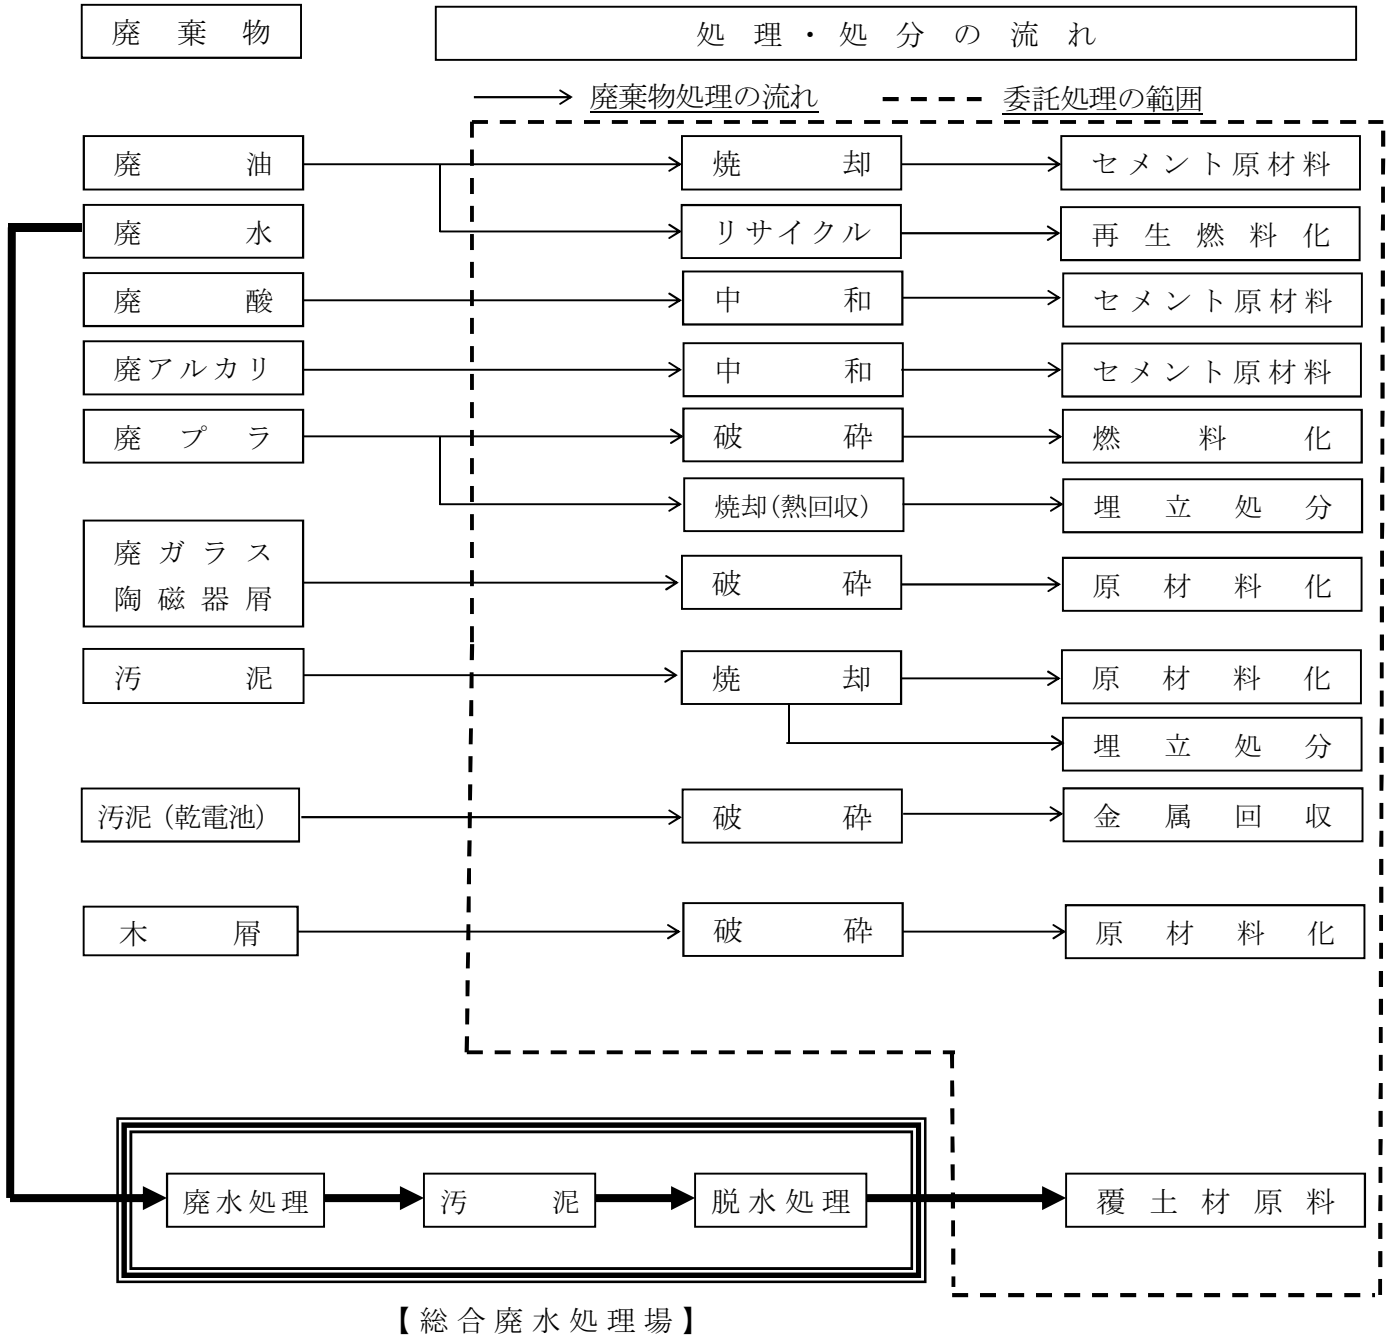 廃棄物
処理・処分の流れ
廃棄物処理の流れ
委託処理の範囲
廃油
焼却
セメント原材料
廃水
リサイクル
再生燃料化
廃酸
中和
セメント原材料
廃アルカリ
中和
セメント原材料
廃プラ
破砕
燃料化
焼却(熱回収)
埋立処分
廃ガラス
陶磁器屑
破砕
原材料化
汚泥
焼却
原材料化
埋立処分
汚泥(乾電池)
破砕
金属回収
木屑
破砕
原材料化
廃水処理
汚泥
脱水処理
覆土材原料
【総合廃水処理場】